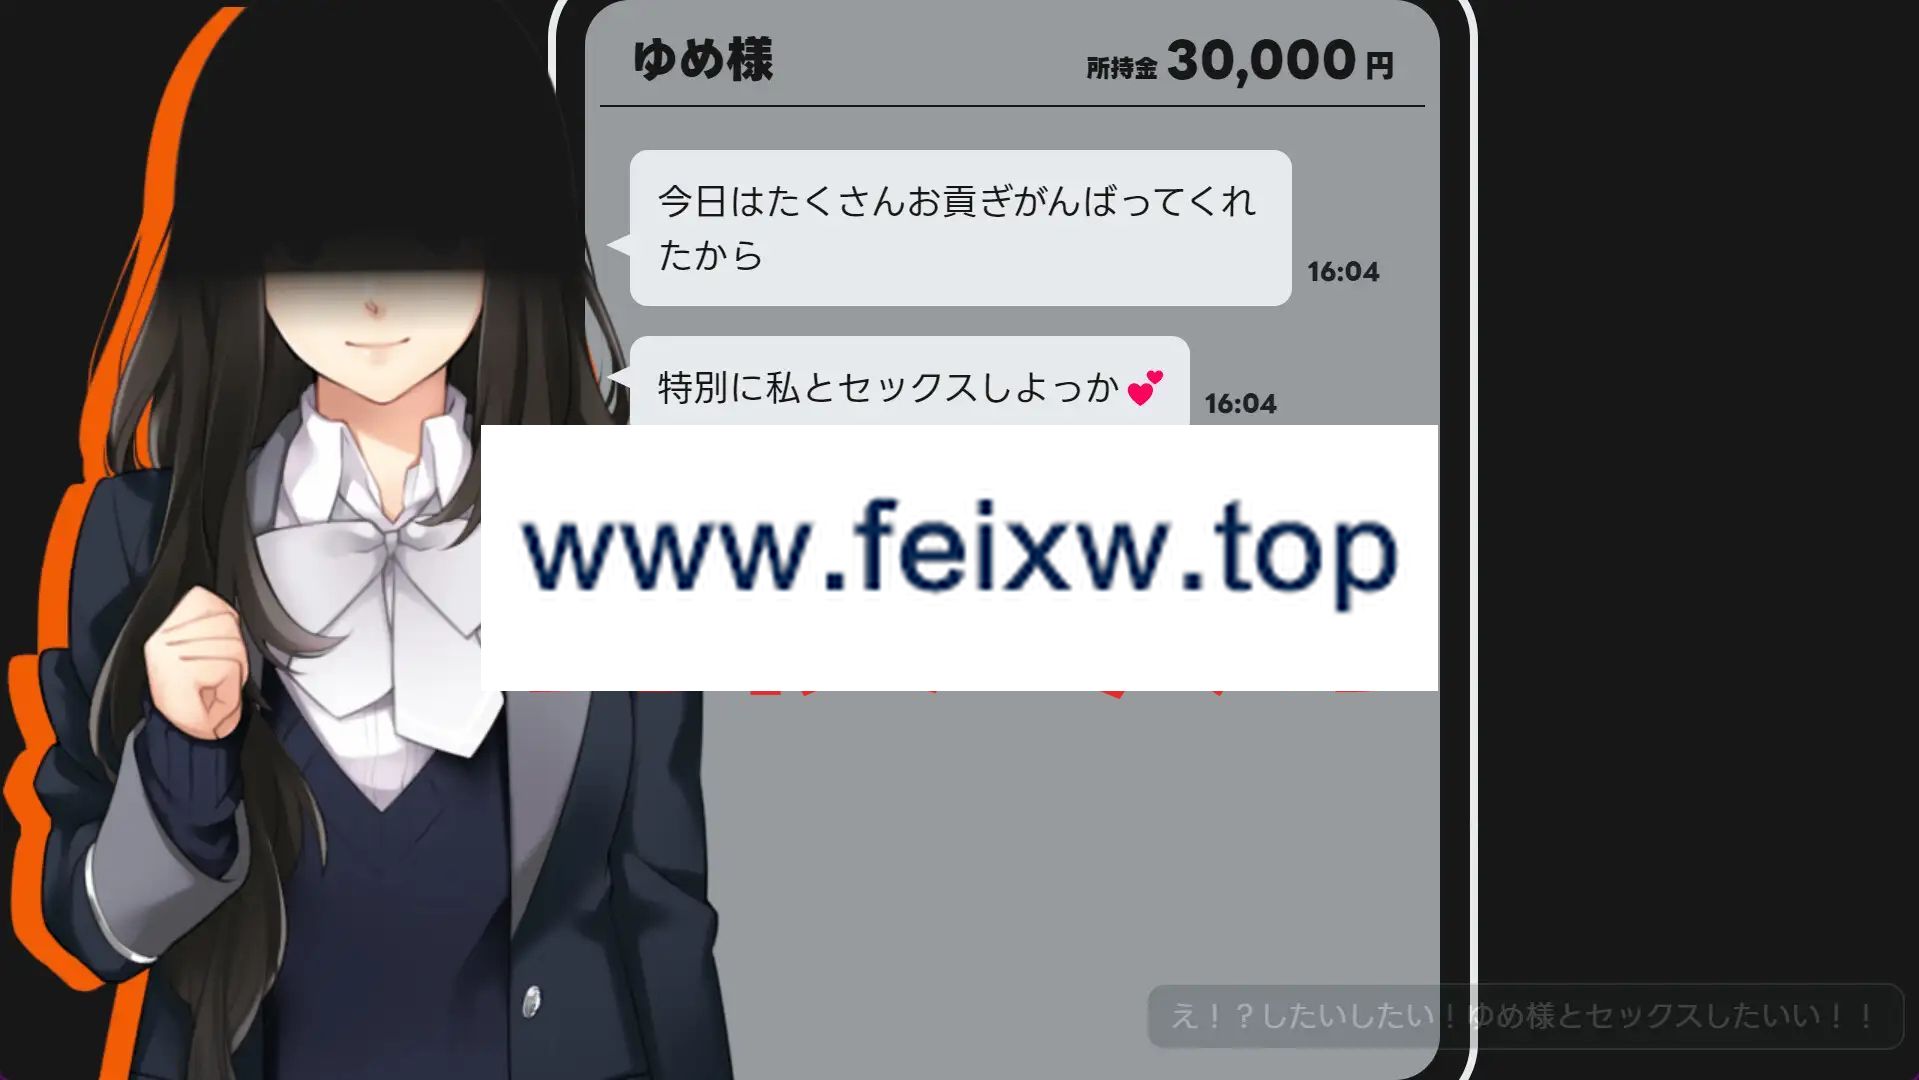 ゆめ様
所持金 30,000 円
今日はたくさんお貢ぎがんばってくれ
たから
16:04
特別に私とセックスしよっか💕
16:04
www.feixw.top
え！？したいしたい！ゆめ様とセックスしたいい！！